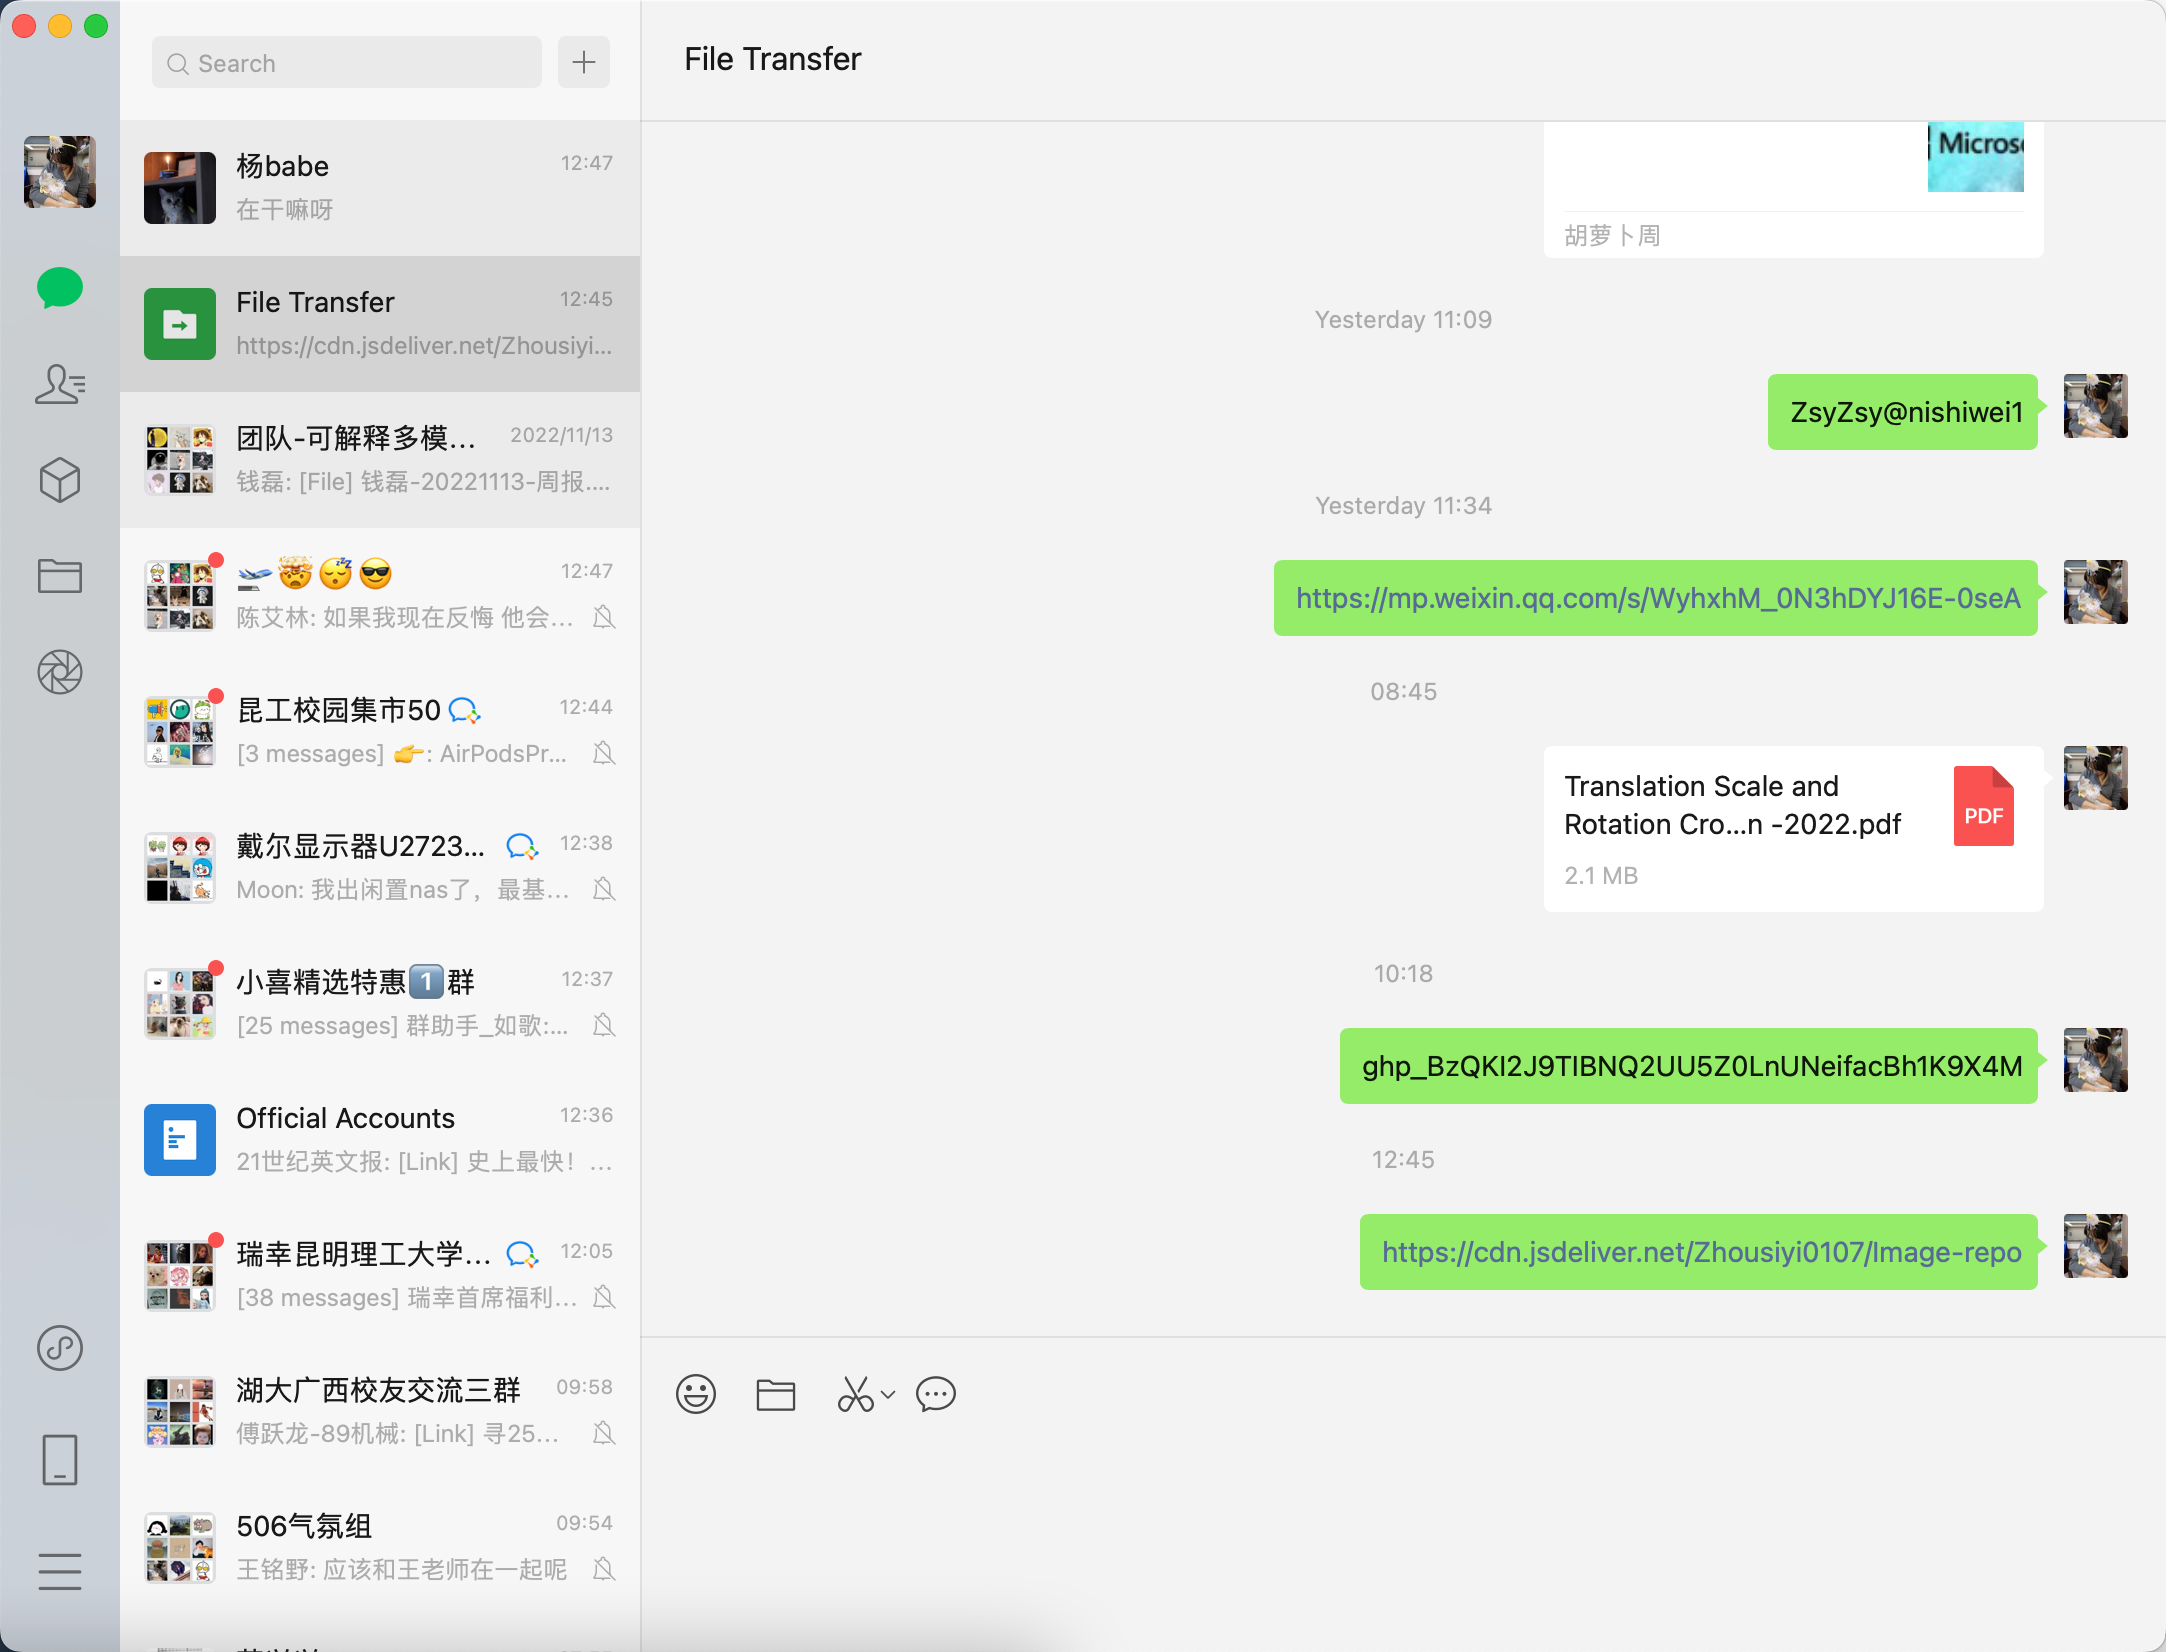 Search
杨babe
12:47
在干嘛呀
File Transfer
12:45
https://cdn.jsdeliver.net/Zhousiyi...
团队-可解释多模...
2022/11/13
钱磊: [File] 钱磊-20221113-周报....
🛫🤯😴😎
12:47
陈艾林: 如果我现在反悔 他会...
昆工校园集市50
12:44
[3 messages] 👉: AirPodsPr...
戴尔显示器U2723...
12:38
Moon: 我出闲置nas了，最基...
小喜精选特惠1️⃣群
12:37
[25 messages] 群助手_如歌:...
Official Accounts
12:36
21世纪英文报: [Link] 史上最快！...
瑞幸昆明理工大学...
12:05
[38 messages] 瑞幸首席福利...
湖大广西校友交流三群
09:58
傅跃龙-89机械: [Link] 寻25...
506气氛组
09:54
王铭野: 应该和王老师在一起呢
File Transfer
Micros
胡萝卜周
Yesterday 11:09
ZsyZsy@nishiwei1
Yesterday 11:34
https://mp.weixin.qq.com/s/WyhxhM_0N3hDYJ16E-0seA
08:45
Translation Scale and
Rotation Cro...n -2022.pdf
PDF
2.1 MB
10:18
ghp_BzQKl2J9TIBNQ2UU5Z0LnUNeifacBh1K9X4M
12:45
https://cdn.jsdeliver.net/Zhousiyi0107/Image-repo